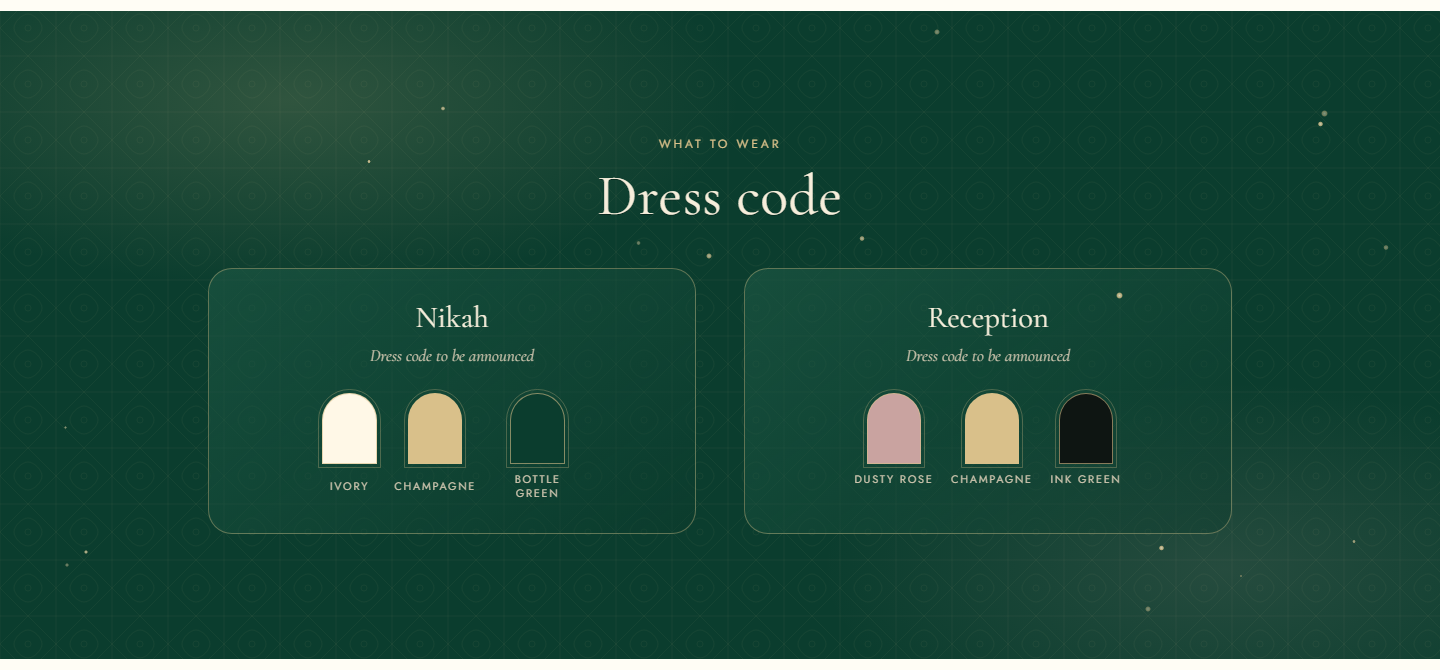 WHAT TO WEAR
Dress code
Nikah
Dress code to be announced
IVORY
CHAMPAGNE
BOTTLE
GREEN
Reception
Dress code to be announced
DUSTY ROSE
CHAMPAGNE
INK GREEN